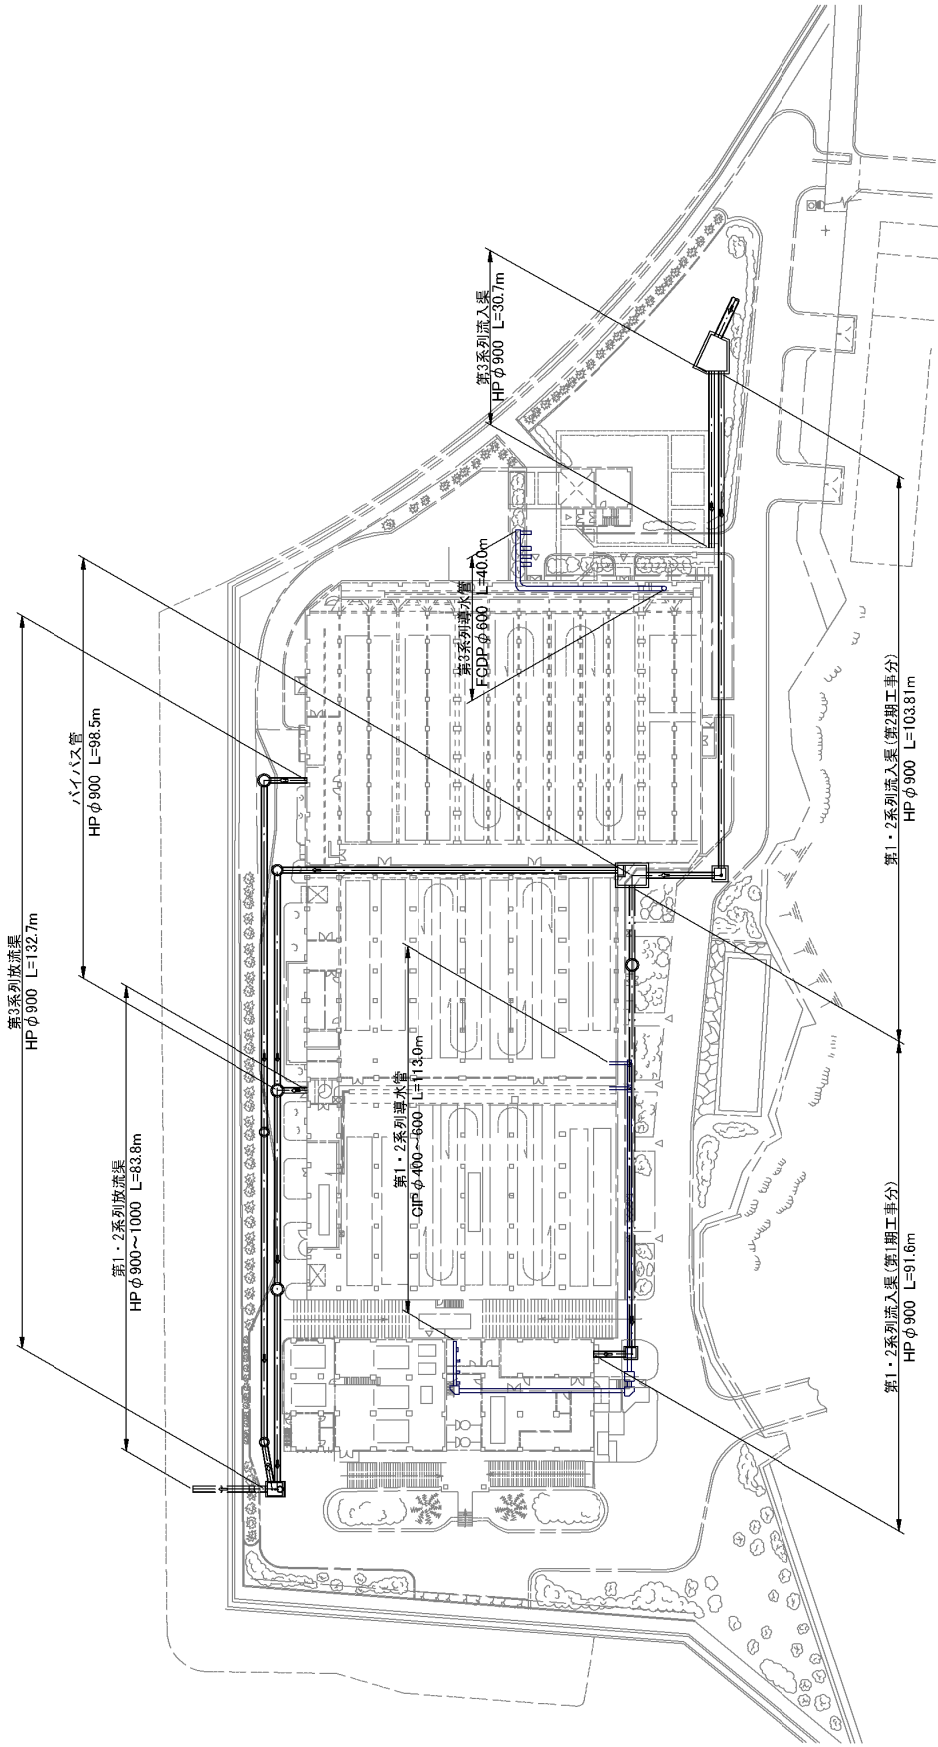 第3系列流入渠
HPφ900 L=30.7m
バイパス管
HPφ900 L=98.5m
第3系列導水管
FCDPφ600 L=40.0m
第1・2系列流入渠(第2期工事分)
HPφ900 L=103.81m
第3系列放流渠
HPφ900 L=132.7m
第1・2系列放流渠
HPφ900～1000 L=83.8m
第1・2系列導水管
CIPφ400～600 L=113.0m
第1・2系列流入渠(第1期工事分)
HPφ900 L=91.6m